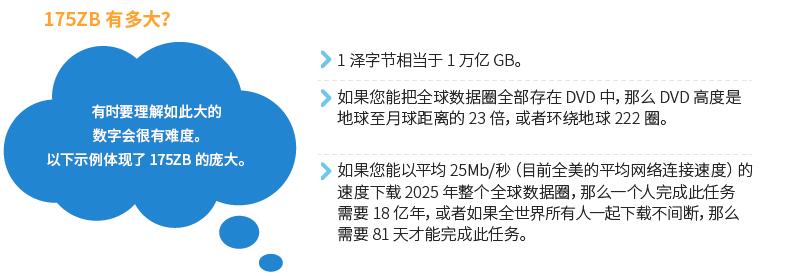 175ZB 有多大?
有时要理解如此大的
数字会很有难度。
以下示例体现了 175ZB 的庞大。
1 泽字节相当于 1 万亿 GB。
如果您能把全球数据圈全部存在 DVD 中, 那么 DVD 高度是
地球至月球距离的 23 倍, 或者环绕地球 222 圈。
如果您能以平均 25Mb/秒 (目前全美的平均网络连接速度) 的
速度下载 2025 年整个全球数据圈, 那么一个人完成此任务
需要 18 亿年, 或者如果全世界所有人一起下载不间断, 那么
需要 81 天才能完成此任务。